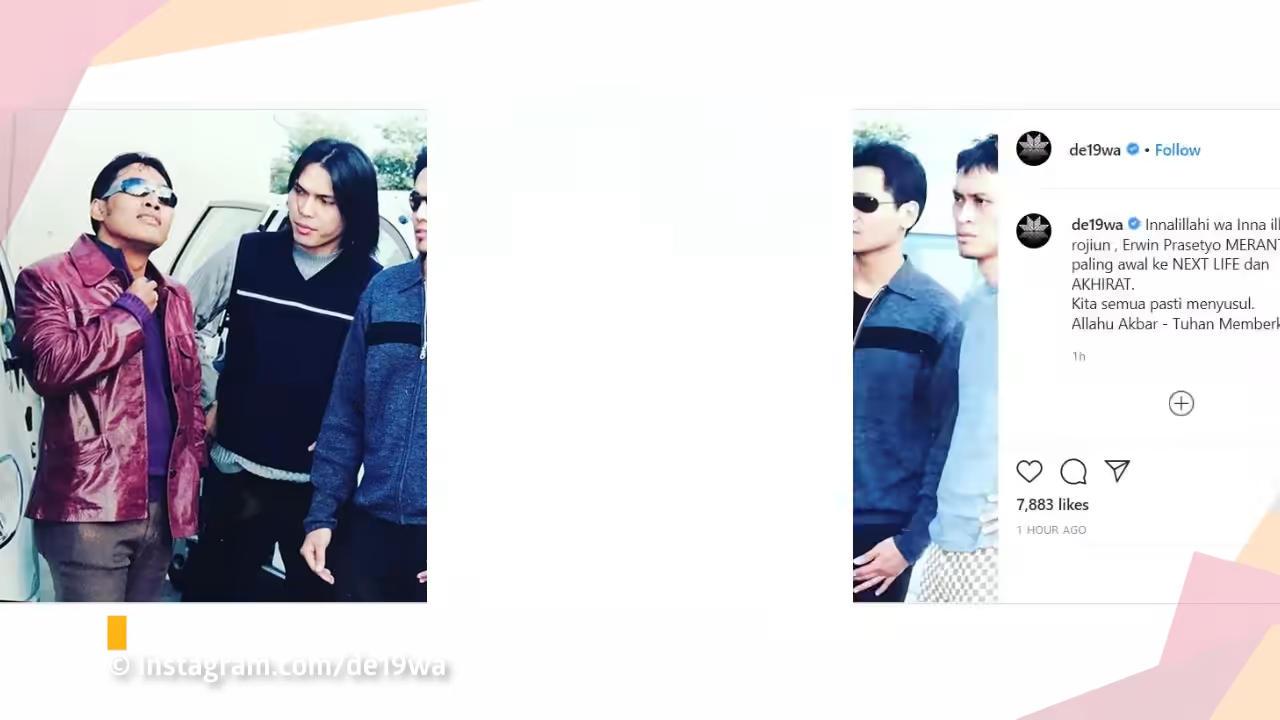 de19wa • Follow
de19wa Innalillahi wa Inna
rojiun , Erwin Prasetyo
paling awal ke NEXT LIFE dan
AKHIRAT.
Kita semua pasti menyusul.
Allahu Akbar - Tuhan
1h
7,883 likes
1 HOUR AGO
© Instagram.com/de19wa